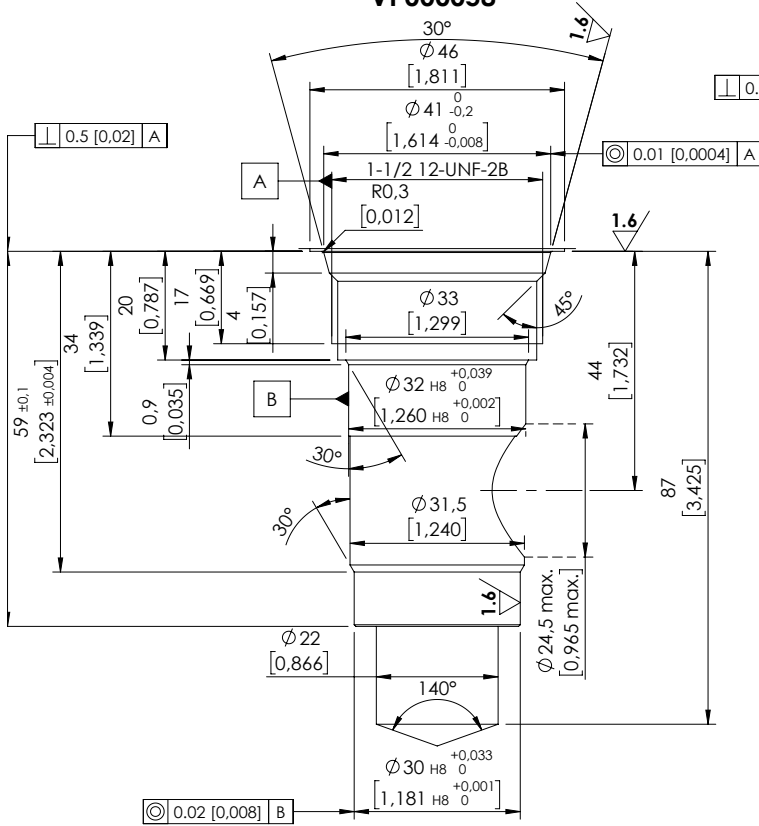 30°
1.6
Ø46
[1,811]
Ø41 0 -0,2
[1,614 0 -0,008]
⊥ 0.5 [0,02] A
⊥ 0.
◎ 0.01 [0,0004] A
1-1/2 12-UNF-2B
A
R0,3
[0,012]
1.6
59 ±0,1
[2,323 ±0,004]
34
[1,339]
20
[0,787]
17
[0,669]
4
[0,157]
0,9
[0,035]
Ø33
[1,299]
45°
44
[1,732]
B
Ø32 H8 +0,039 0
[1,260 H8 +0,002 0]
30°
30°
Ø31,5
[1,240]
87
[3,425]
1.6
Ø24,5 max.
[0,965 max.]
Ø22
[0,866]
140°
Ø30 H8 +0,033 0
[1,181 H8 +0,001 0]
◎ 0.02 [0,008] B